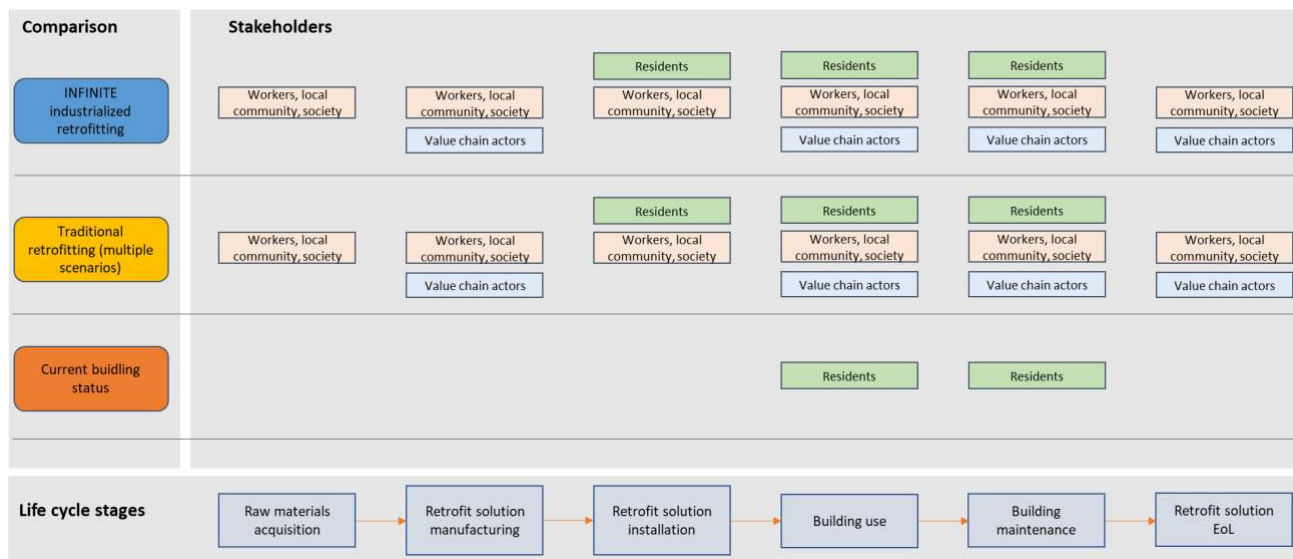 Comparison
Stakeholders
Residents
Residents
Residents
INFINITE
industrialized
retrofitting
Workers, local
community, society
Workers, local
community, society
Workers, local
community, society
Workers, local
community, society
Workers, local
community, society
Workers, local
community, society
Value chain actors
Value chain actors
Value chain actors
Value chain actors
Residents
Residents
Residents
Traditional
retrofitting (multiple
scenarios)
Workers, local
community, society
Workers, local
community, society
Workers, local
community, society
Workers, local
community, society
Workers, local
community, society
Workers, local
community, society
Value chain actors
Value chain actors
Value chain actors
Value chain actors
Current buidling
status
Residents
Residents
Life cycle stages
Raw materials
acquisition
Retrofit solution
manufacturing
Retrofit solution
installation
Building use
Building
maintenance
Retrofit solution
EoL